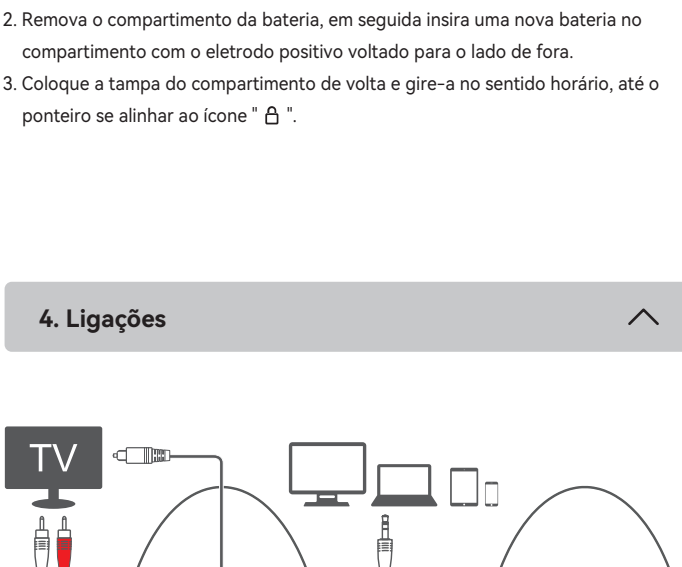 2. Remova o compartimento da bateria, em seguida insira uma nova bateria no
compartimento com o eletrodo positivo voltado para o lado de fora.
3. Coloque a tampa do compartimento de volta e gire-a no sentido horário, até o
ponteiro se alinhar ao ícone " ".
4. Ligações
TV